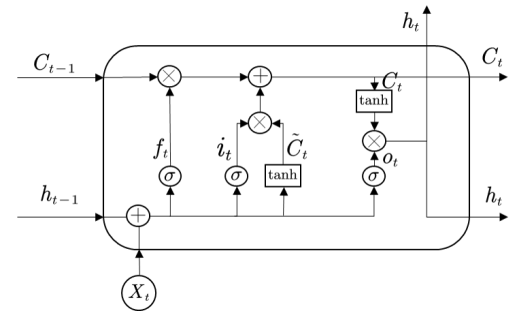 h_t
C_{t-1}
×
+
C_t
C_t
tanh
×
×
f_t
i_t
C̃_t
o_t
σ
σ
tanh
σ
h_{t-1}
+
h_t
X_t